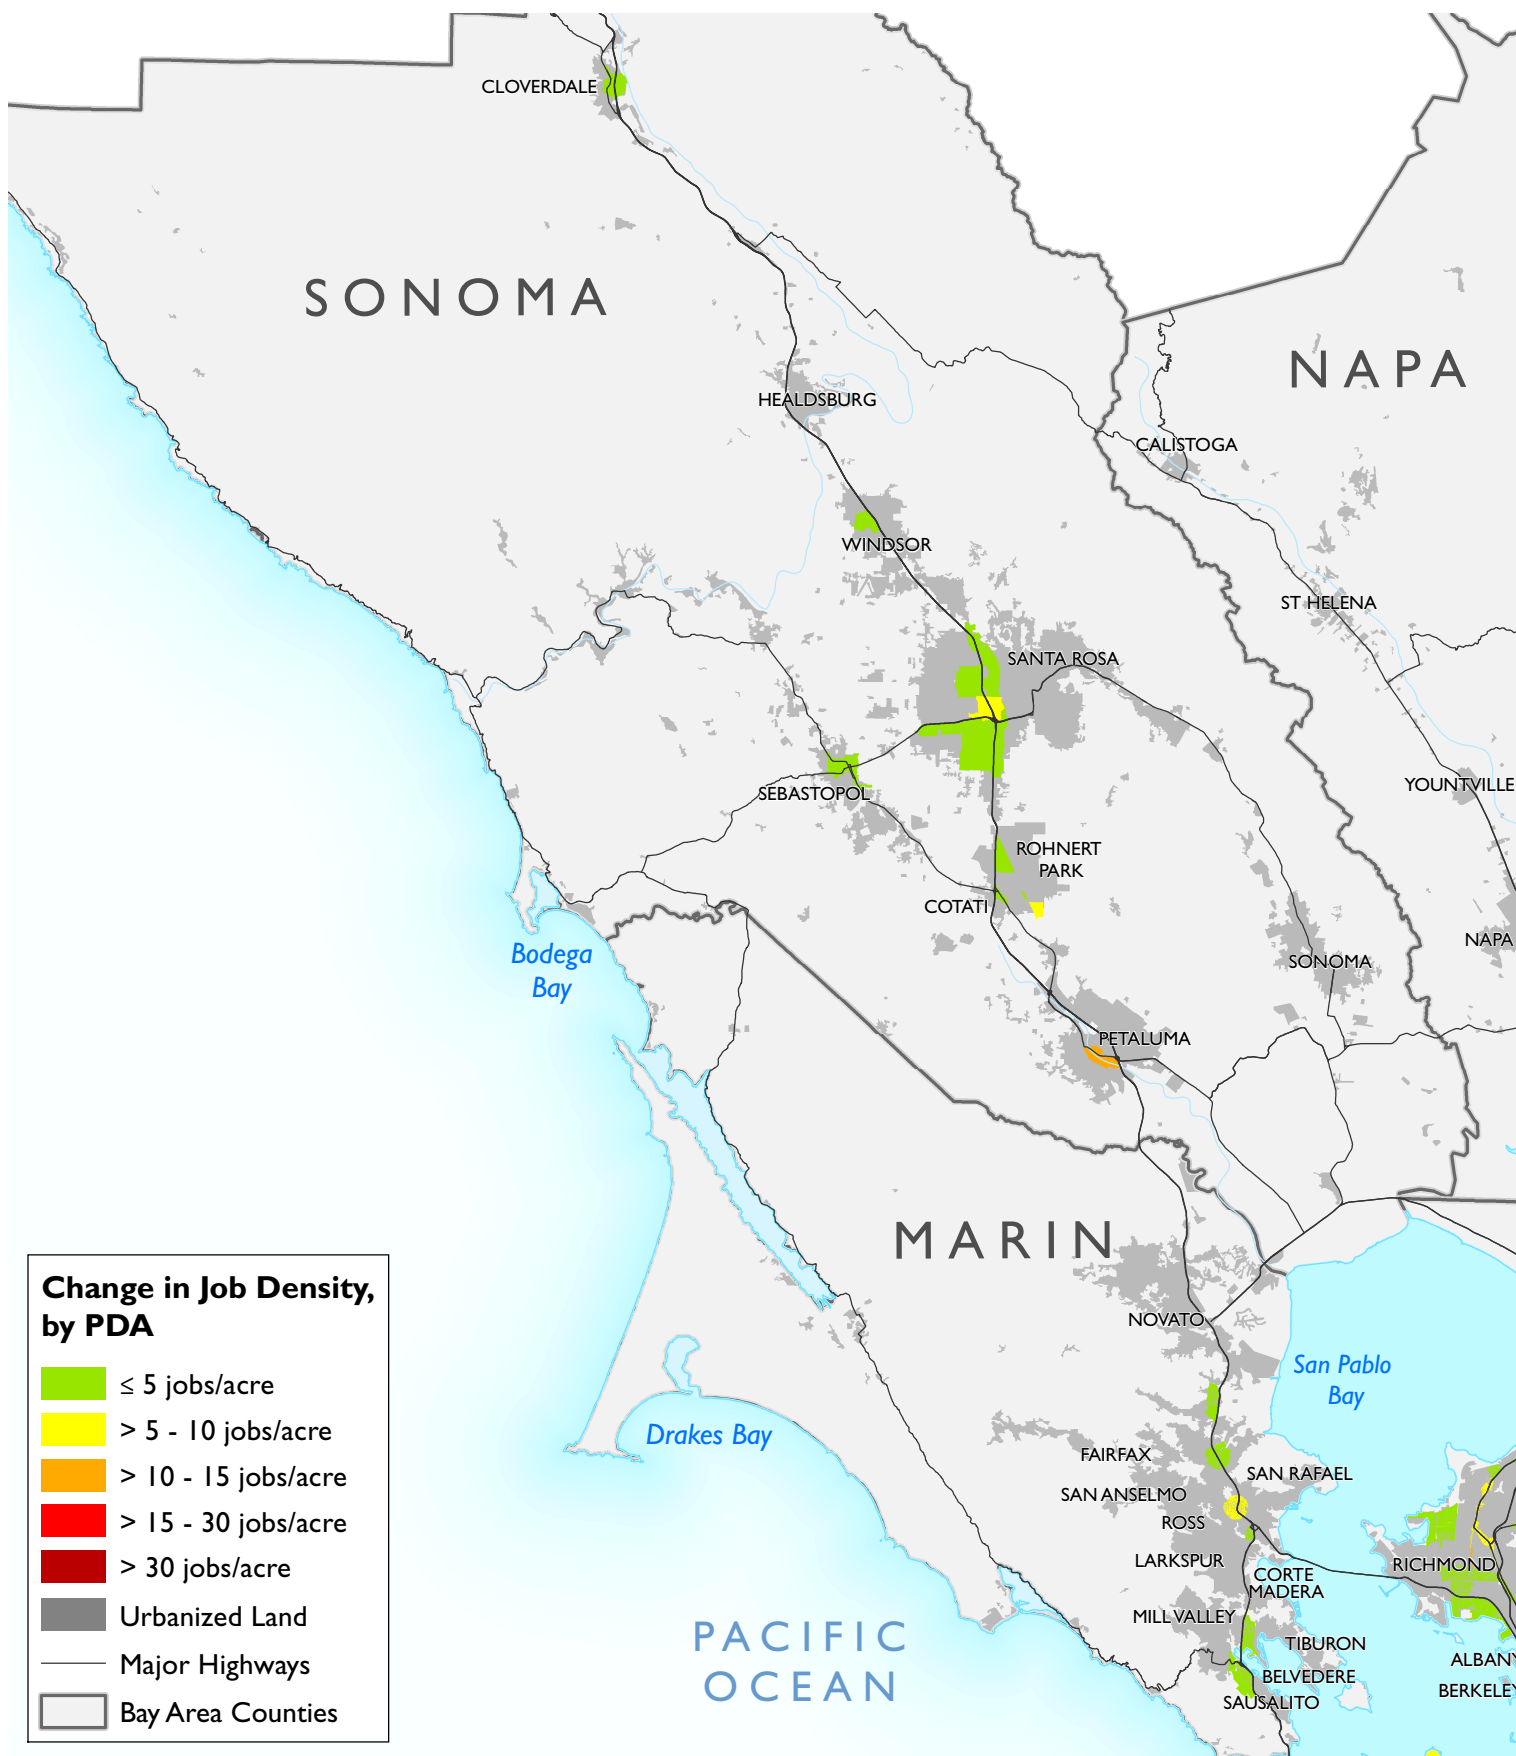 CLOVERDALE
SONOMA
NAPA
HEALDSBURG
CALISTOGA
WINDSOR
ST HELENA
SANTA ROSA
YOUNTVILLE
SEBASTOPOL
ROHNERT
PARK
COTATI
NAPA
Bodega
Bay
SONOMA
PETALUMA
MARIN
NOVATO
San Pablo
Bay
Drakes Bay
FAIRFAX
SAN RAFAEL
SAN ANSELMO
ROSS
LARKSPUR
RICHMOND
CORTE
MADERA
MILL VALLEY
TIBURON
PACIFIC
OCEAN
ALBANY
BELVEDERE
BERKELEY
SAUSALITO
Change in Job Density,
by PDA
≤ 5 jobs/acre
> 5 - 10 jobs/acre
> 10 - 15 jobs/acre
> 15 - 30 jobs/acre
> 30 jobs/acre
Urbanized Land
Major Highways
Bay Area Counties